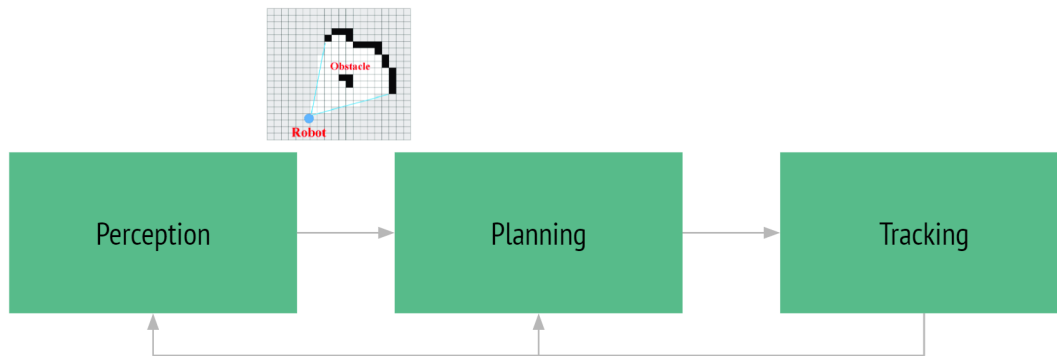 Obstacle
Robot
Perception
Planning
Tracking